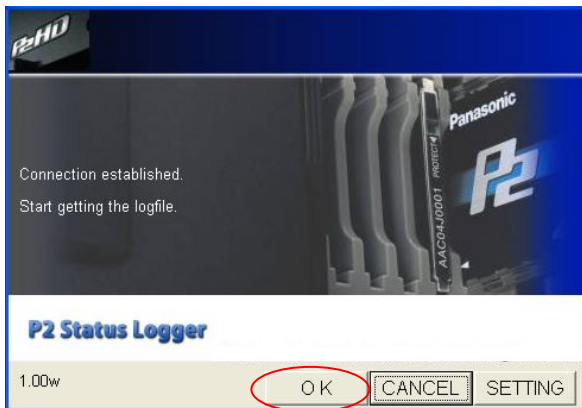 P2HD
Panasonic
P2
PROTECT
AAC04J0001
Connection established.
Start getting the logfile.
P2 Status Logger
1.00w
OK
CANCEL
SETTING